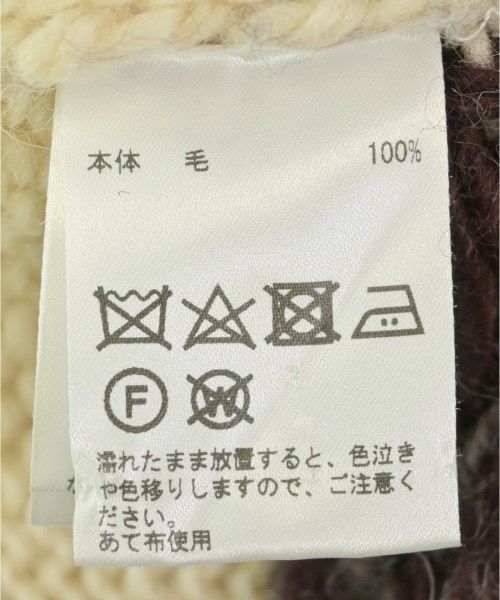 本体 毛 100%
F W
濡れたまま放置すると、色泣き
や色移りしますので、ご注意く
ださい。
あて布使用